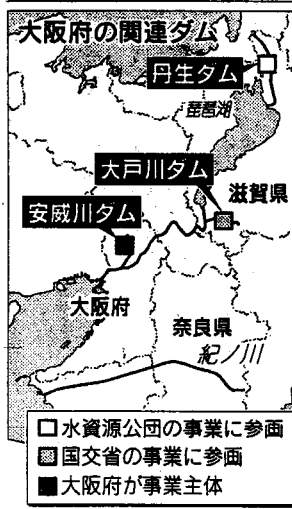 大阪府の関連ダム
丹生ダム
琵琶湖
大戸川ダム
滋賀県
安威川ダム
大阪府
奈良県
紀ノ川
□水資源公団の事業に参画
▩国交省の事業に参画
■大阪府が事業主体